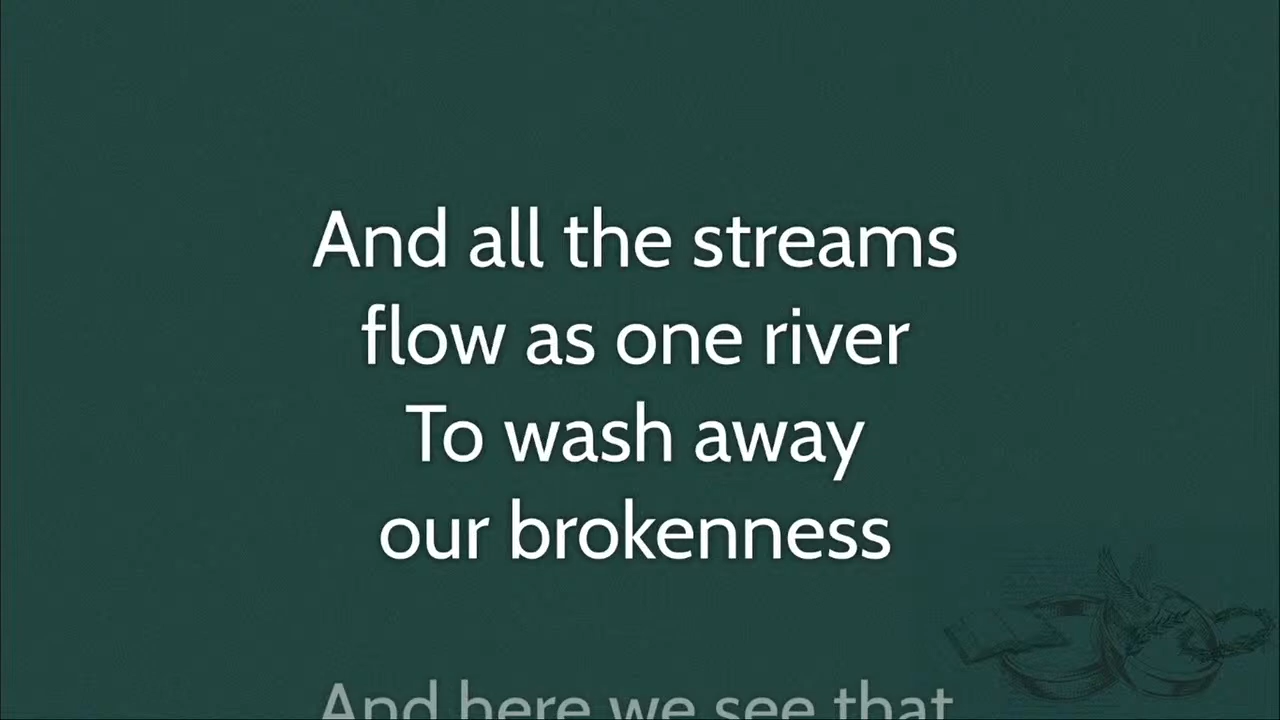 And all the streams
flow as one river
To wash away
our brokenness
And here we see that